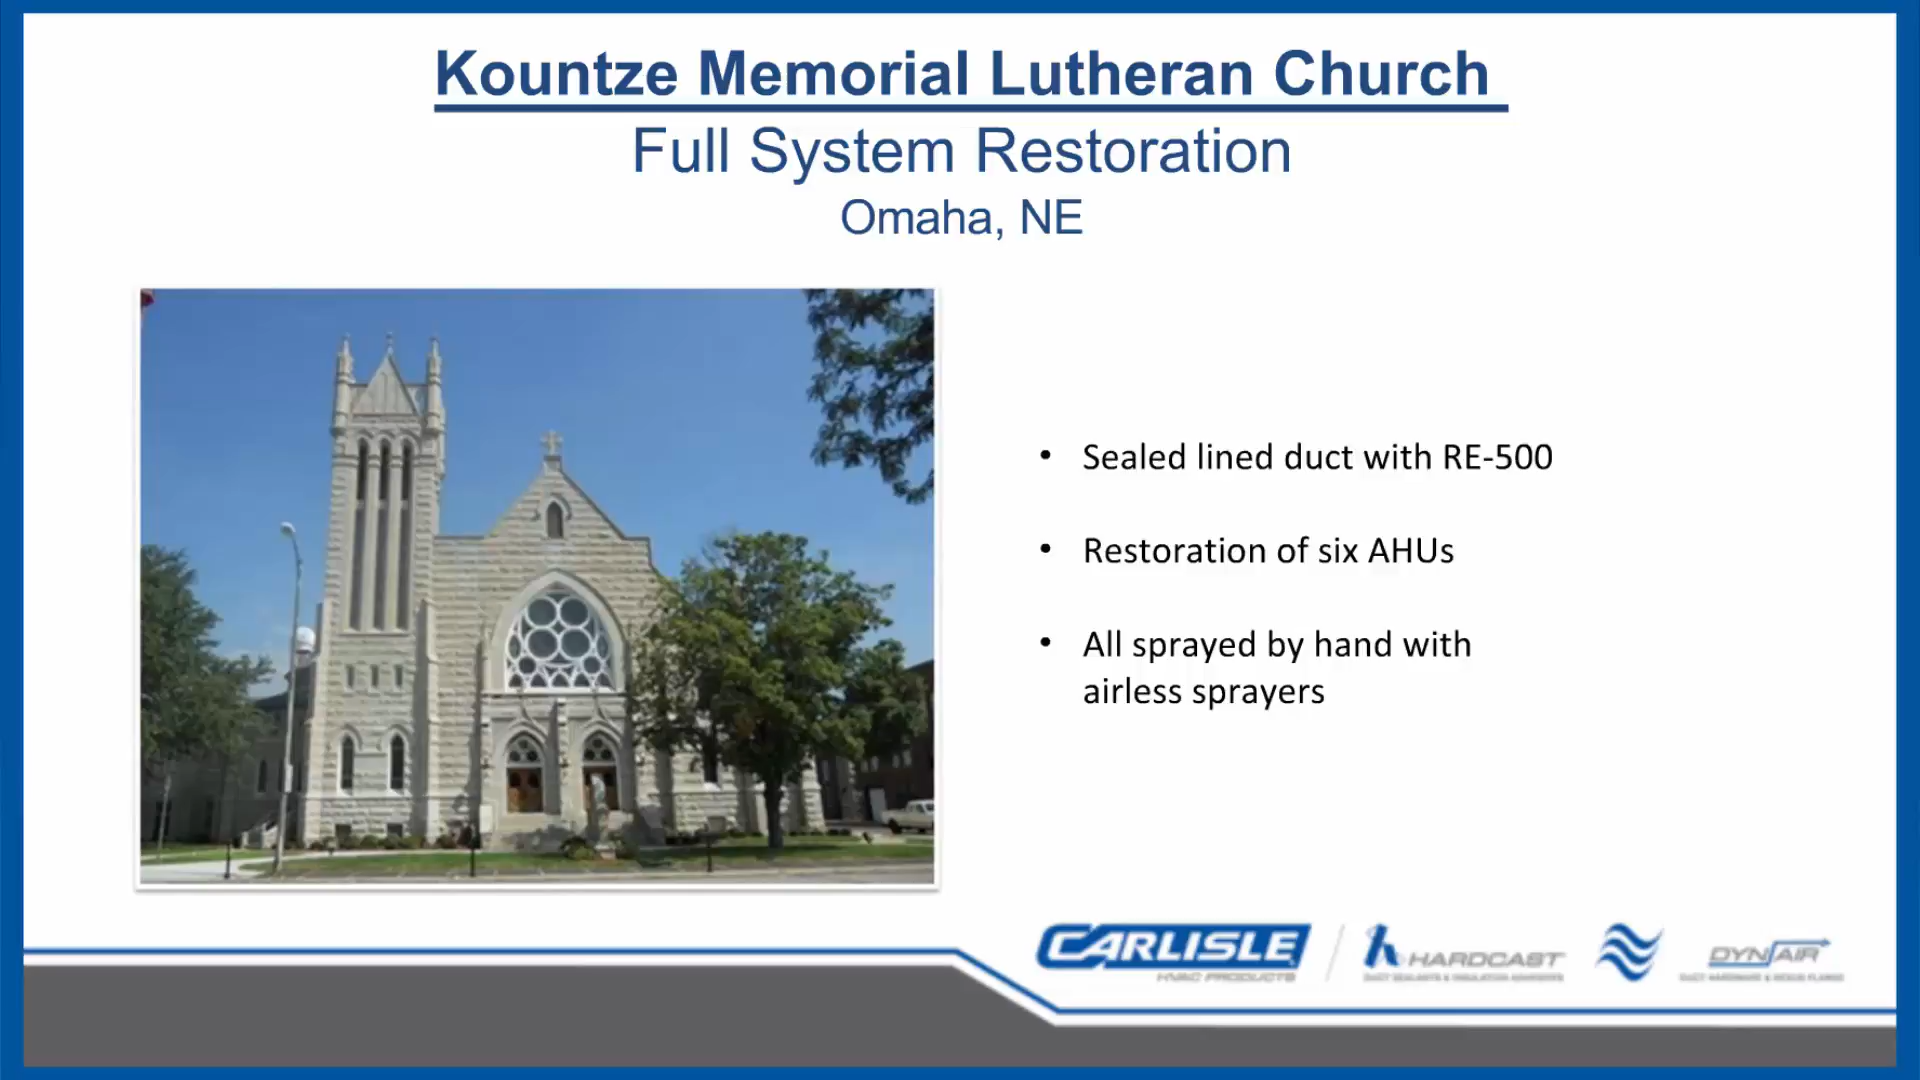 Kountze Memorial Lutheran Church
Full System Restoration
Omaha, NE
• Sealed lined duct with RE-500
• Restoration of six AHUs
• All sprayed by hand with
airless sprayers
CARLISLE
HVAC PRODUCTS
HARDCAST
DYNAIR